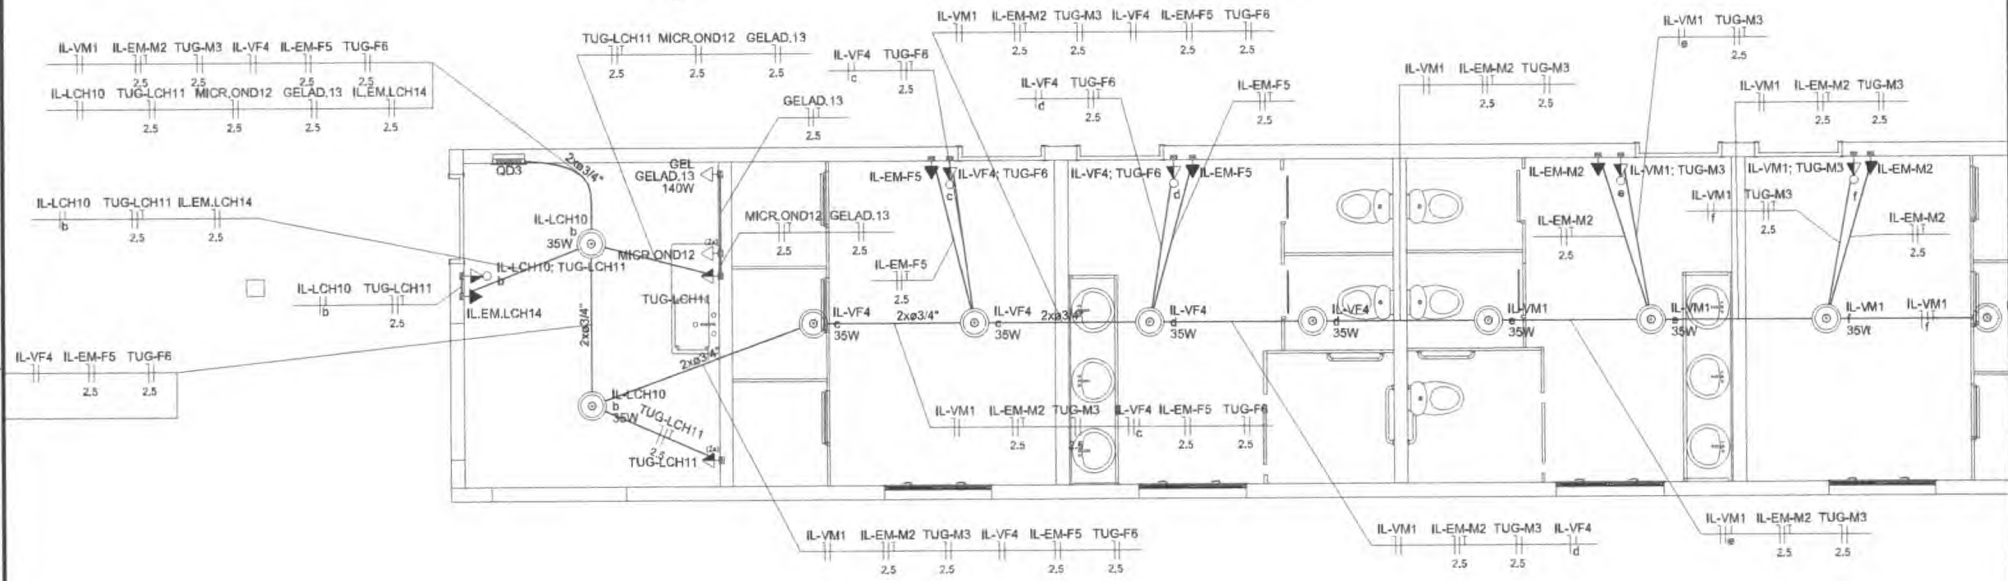 IL-VM1 IL-EM-M2 TUG-M3 IL-VF4 IL-EM-F5 TUG-F6
2.5 2.5 2.5 2.5
IL-LCH10 TUG-LCH11 MICR.OND12 GELAD.13 IL.EM.LCH14
2.5 2.5 2.5 2.5
TUG-LCH11 MICR.OND12 GELAD.13
2.5 2.5 2.5
IL-VF4 TUG-F6
c
2.5
GELAD.13
2.5
IL-VM1 IL-EM-M2 TUG-M3 IL-VF4 IL-EM-F5 TUG-F6
2.5 2.5 2.5 2.5
IL-VF4 TUG-F6
d
2.5
IL-EM-F5
2.5
IL-VM1 IL-EM-M2 TUG-M3
2.5 2.5
IL-VM1 TUG-M3
e
2.5
IL-VM1 IL-EM-M2 TUG-M3
2.5 2.5
QD3
2xø3/4"
GEL
GELAD.13
140W
IL-EM-F5
IL-VF4; TUG-F6
c
IL-VF4; TUG-F6
d
IL-EM-F5
IL-EM-M2
IL-VM1; TUG-M3
e
IL-VM1; TUG-M3
f
IL-EM-M2
IL-LCH10 TUG-LCH11 IL.EM.LCH14
b
2.5 2.5
IL-LCH10
b
35W
MICR.OND12 GELAD.13
2.5 2.5
IL-VM1 TUG-M3
f
2.5
IL-EM-M2
2.5
IL-EM-M2
2.5
(2x)
MICR.OND12
IL-LCH10; TUG-LCH11
b
IL-EM-F5
2.5
IL-LCH10 TUG-LCH11
b
2.5
IL.EM.LCH14
TUG-LCH11
2xø3/4"
IL-VF4
c
35W
2xø3/4"
IL-VF4
c
35W
2xø3/4"
IL-VF4
d
35W
IL-VF4
d
35W
IL-VM1
e
35W
IL-VM1
e
35W
IL-VM1
f
35W
IL-VM1
f
IL-VF4 IL-EM-F5 TUG-F6
2.5 2.5
2xø3/4"
IL-LCH10
b
35W
TUG-LCH11
2.5
(2x)
TUG-LCH11
IL-VM1 IL-EM-M2 TUG-M3 IL-VF4 IL-EM-F5 TUG-F6
c
2.5 2.5 2.5 2.5
IL-VM1 IL-EM-M2 TUG-M3 IL-VF4 IL-EM-F5 TUG-F6
2.5 2.5 2.5 2.5
IL-VM1 IL-EM-M2 TUG-M3 IL-VF4
d
2.5 2.5
IL-VM1 IL-EM-M2 TUG-M3
e
2.5 2.5